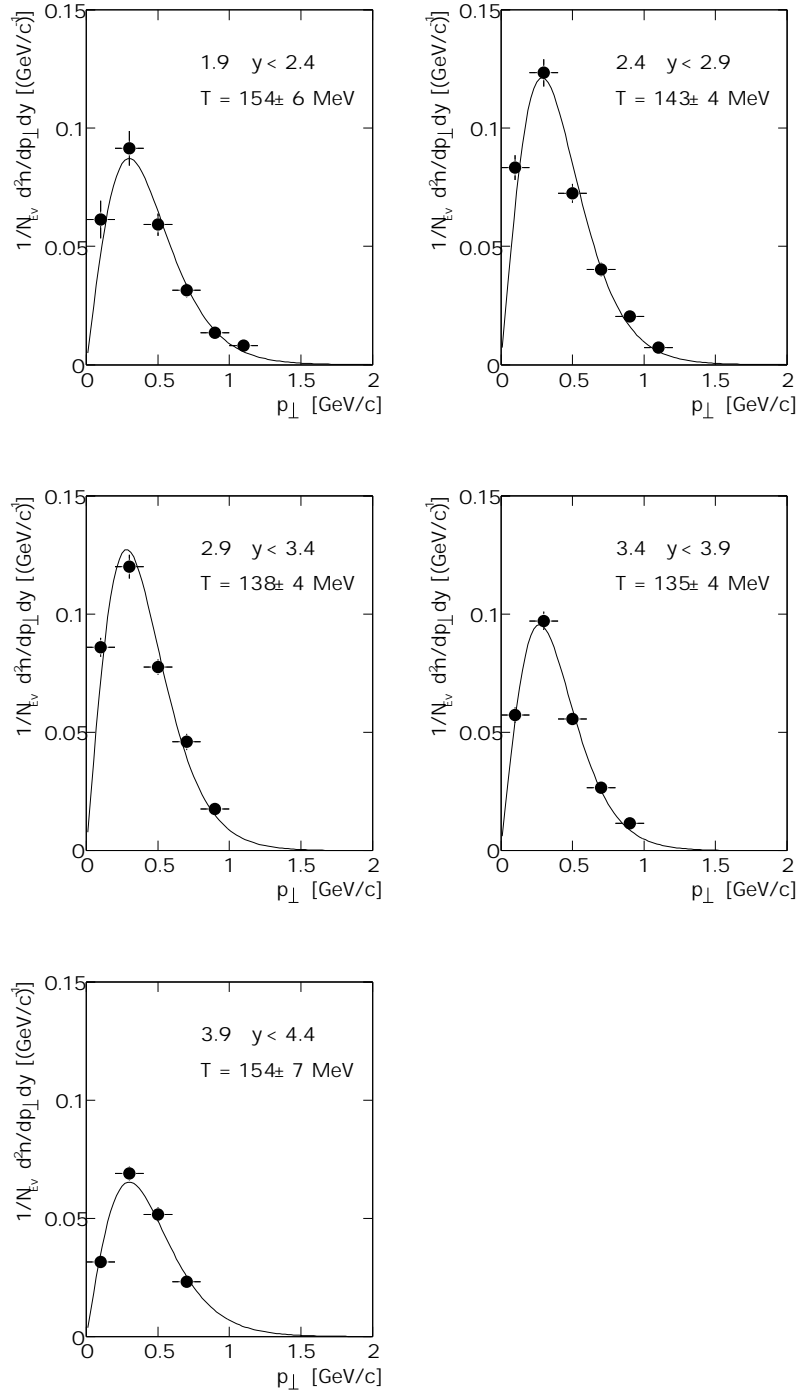 1/N_Ev d²n/dp⊥dy [(GeV/c)⁻¹]
0.15
0.1
0.05
0
1.9 y < 2.4
T = 154± 6 MeV
0 0.5 1 1.5 2
p⊥ [GeV/c]
1/N_Ev d²n/dp⊥dy [(GeV/c)⁻¹]
0.15
0.1
0.05
0
2.4 y < 2.9
T = 143± 4 MeV
0 0.5 1 1.5 2
p⊥ [GeV/c]
1/N_Ev d²n/dp⊥dy [(GeV/c)⁻¹]
0.15
0.1
0.05
0
2.9 y < 3.4
T = 138± 4 MeV
0 0.5 1 1.5 2
p⊥ [GeV/c]
1/N_Ev d²n/dp⊥dy [(GeV/c)⁻¹]
0.15
0.1
0.05
0
3.4 y < 3.9
T = 135± 4 MeV
0 0.5 1 1.5 2
p⊥ [GeV/c]
1/N_Ev d²n/dp⊥dy [(GeV/c)⁻¹]
0.15
0.1
0.05
0
3.9 y < 4.4
T = 154± 7 MeV
0 0.5 1 1.5 2
p⊥ [GeV/c]